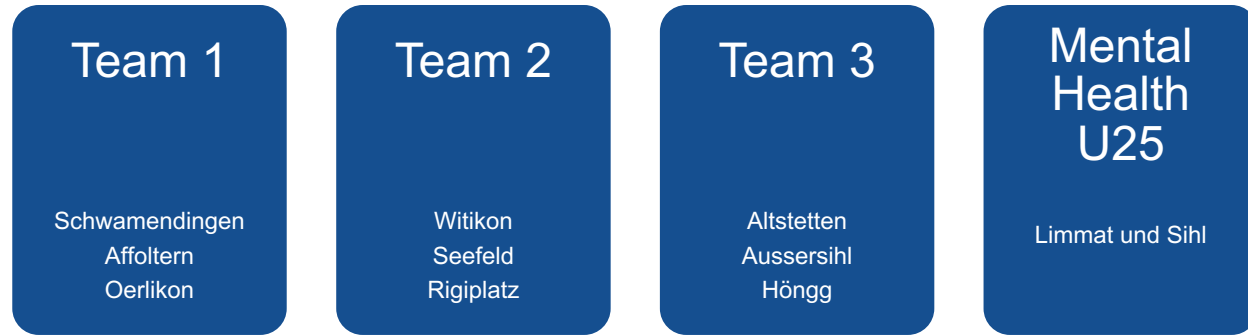 Team 1
Schwamendingen
Affoltern
Oerlikon
Team 2
Witikon
Seefeld
Rigiplatz
Team 3
Altstetten
Aussersihl
Höngg
Mental
Health
U25
Limmat und Sihl